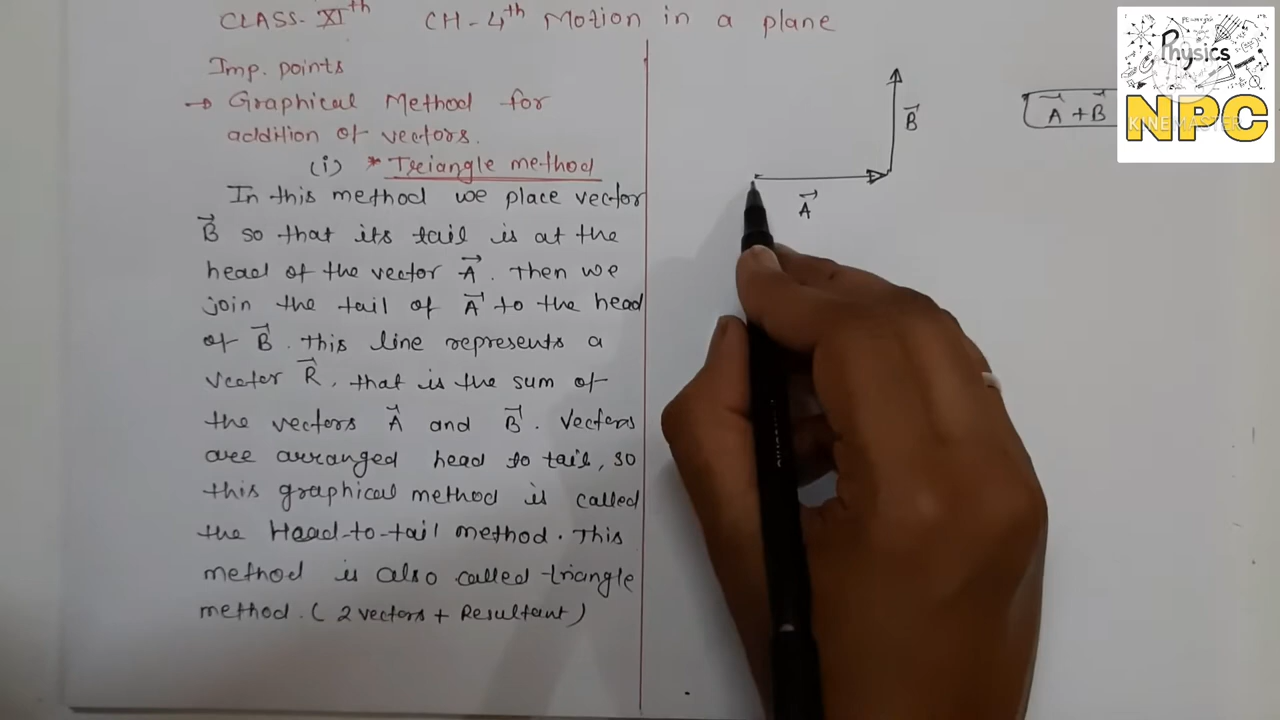 CLASS-XIth CH-4th Motion in a plane
Imp. points
→ Graphical Method for
addition of vectors.
(i) * Triangle method
In this method we place vector
B⃗ so that its tail is at the
head of the vector A⃗. Then we
join the tail of A⃗ to the head
of B⃗. This line represents a
vector R⃗, that is the sum of
the vectors A⃗ and B⃗. Vectors
are arranged head to tail, so
this graphical method is called
the Head-to-tail method. This
method is also called triangle
method. (2 vectors + Resultant)
B⃗
A⃗
A⃗ + B⃗
Physics
NPC
KINEMASTER